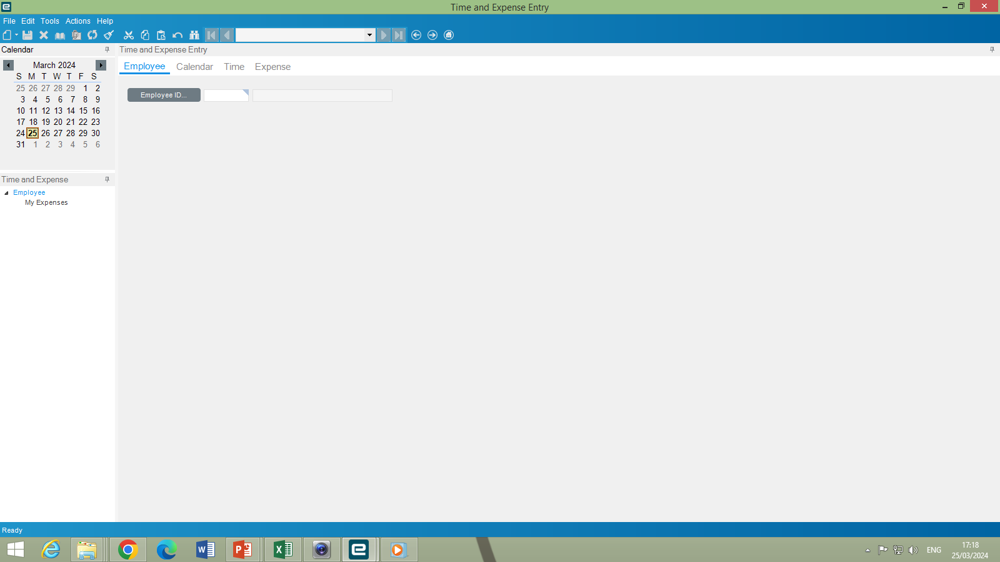 Time and Expense Entry
File Edit Tools Actions Help
Calendar
Time and Expense Entry
March 2024
Employee Calendar Time Expense
S M T W T F S
25 26 27 28 29 1 2
3 4 5 6 7 8 9
10 11 12 13 14 15 16
17 18 19 20 21 22 23
24 25 26 27 28 29 30
31 1 2 3 4 5 6
Employee ID...
Time and Expense
Employee
My Expenses
Ready
ENG
17:18
25/03/2024